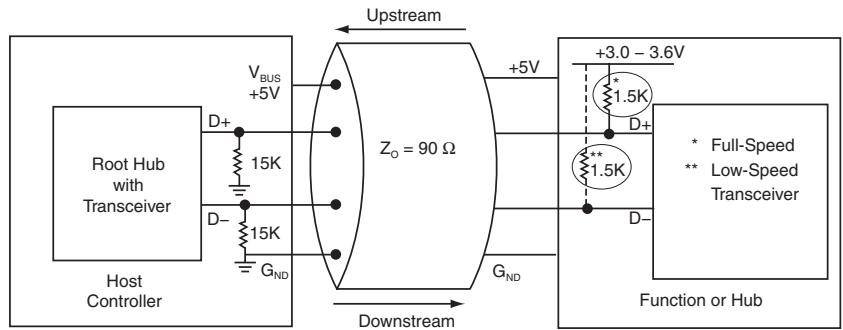 Upstream
V_BUS
+5V
D+
15K
Root Hub
with
Transceiver
D−
15K
G_ND
Host
Controller
Z_O = 90 Ω
Downstream
+5V
G_ND
+3.0 – 3.6V
*
1.5K
D+
**
1.5K
D−
* Full-Speed
** Low-Speed
Transceiver
Function or Hub